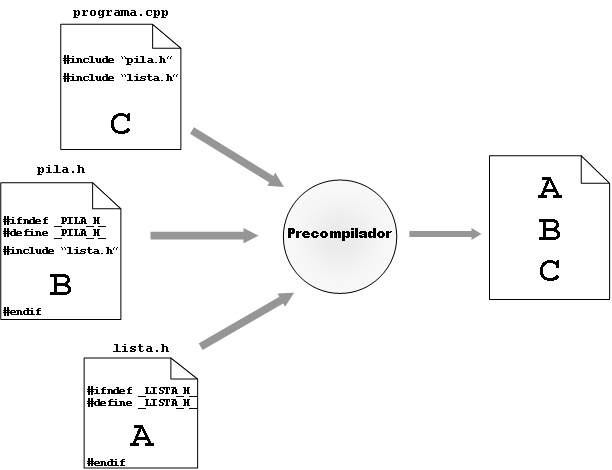 programa.cpp
#include “pila.h”
#include “lista.h”
C
pila.h
#ifndef _PILA_H_
#define _PILA_H_
#include “lista.h”
B
#endif
lista.h
#ifndef _LISTA_H_
#define _LISTA_H_
A
#endif
Precompilador
A
B
C